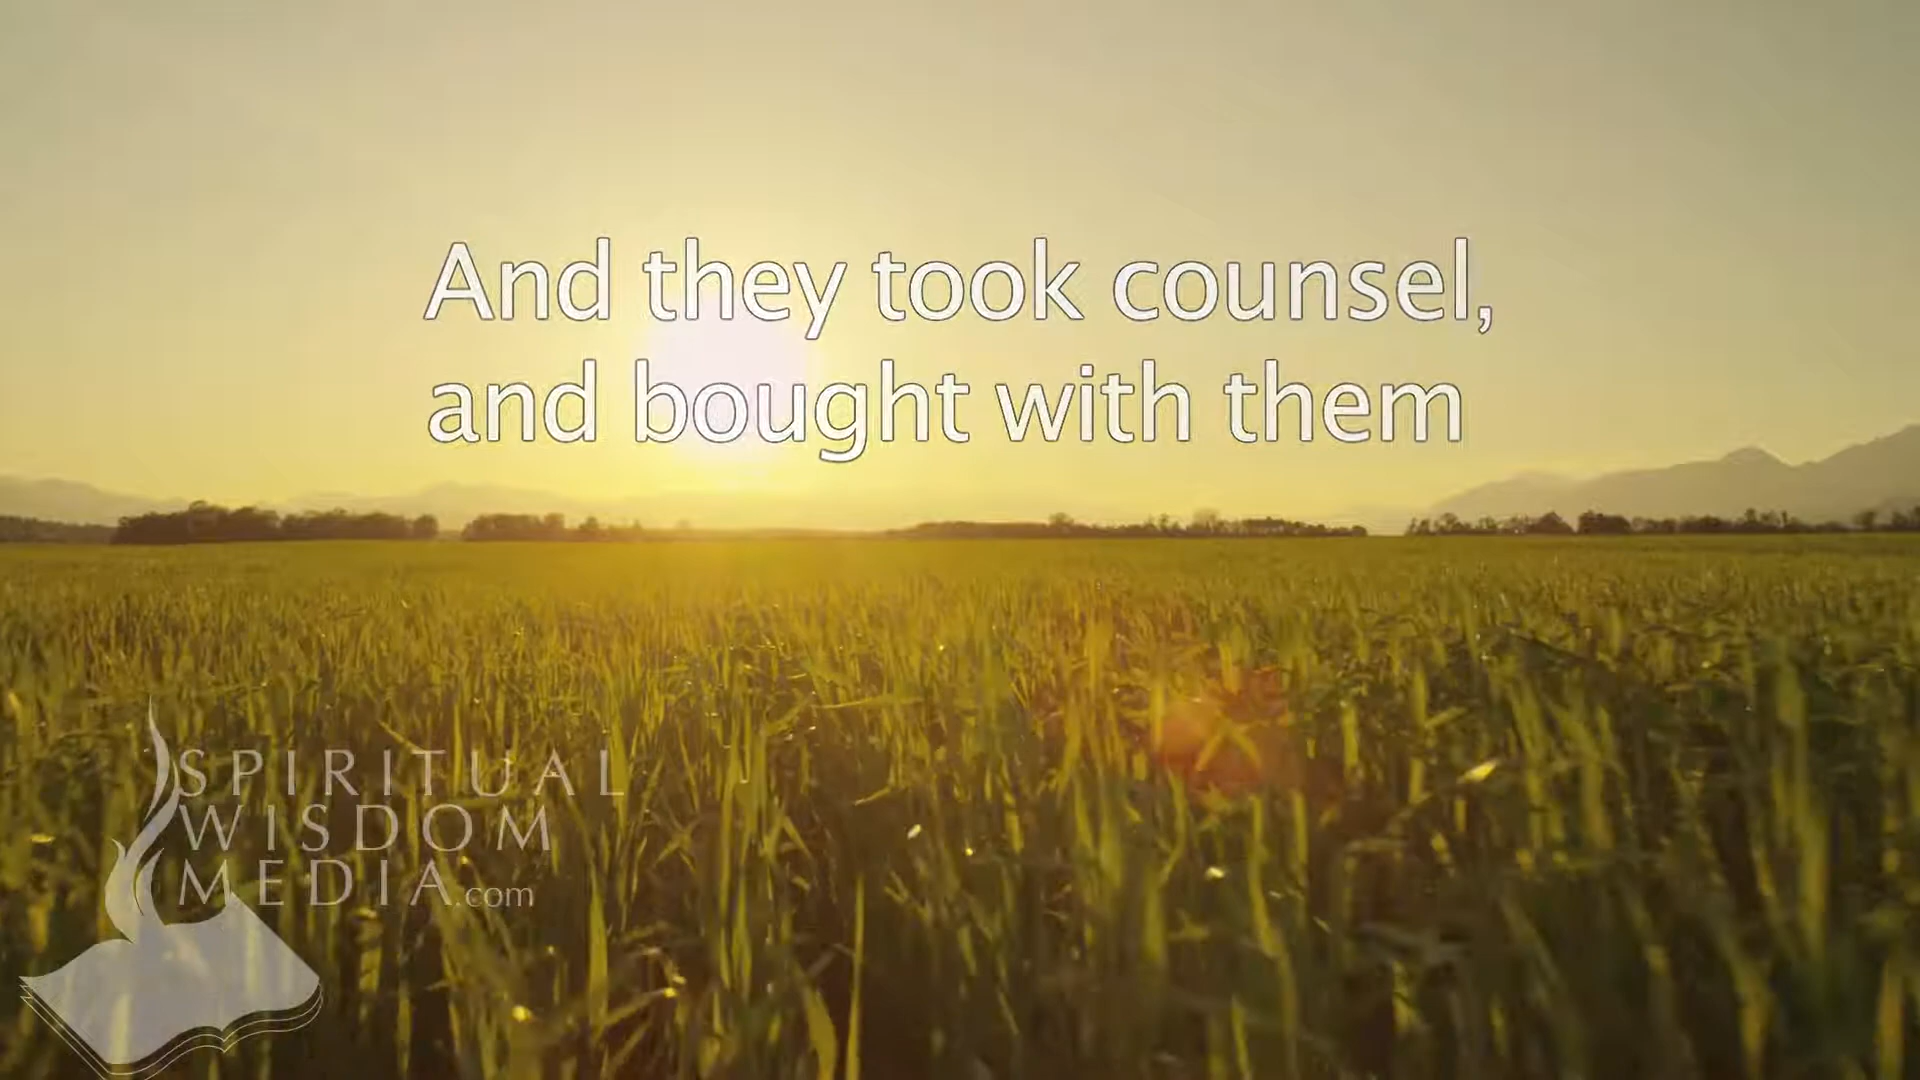 And they took counsel,
and bought with them
SPIRITUAL
WISDOM
MEDIA.com